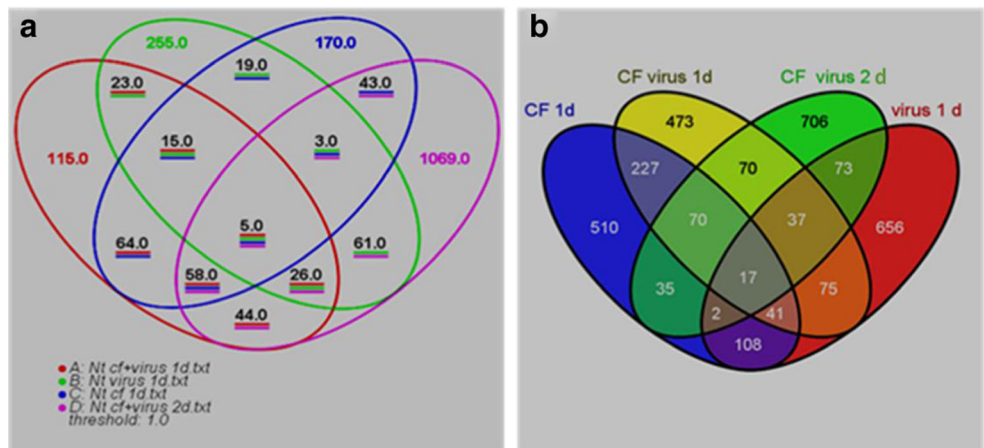 a
255.0
170.0
23.0
19.0
43.0
115.0
15.0
3.0
1069.0
5.0
64.0
61.0
58.0
26.0
44.0
A: Nt cf+virus 1d.txt
B: Nt virus 1d.txt
C: Nt cf 1d.txt
D: Nt cf+virus 2d.txt
threshold: 1.0
b
CF virus 1d
CF virus 2 d
CF 1d
virus 1 d
473
706
227
70
73
510
70
37
656
35
17
75
2
41
108